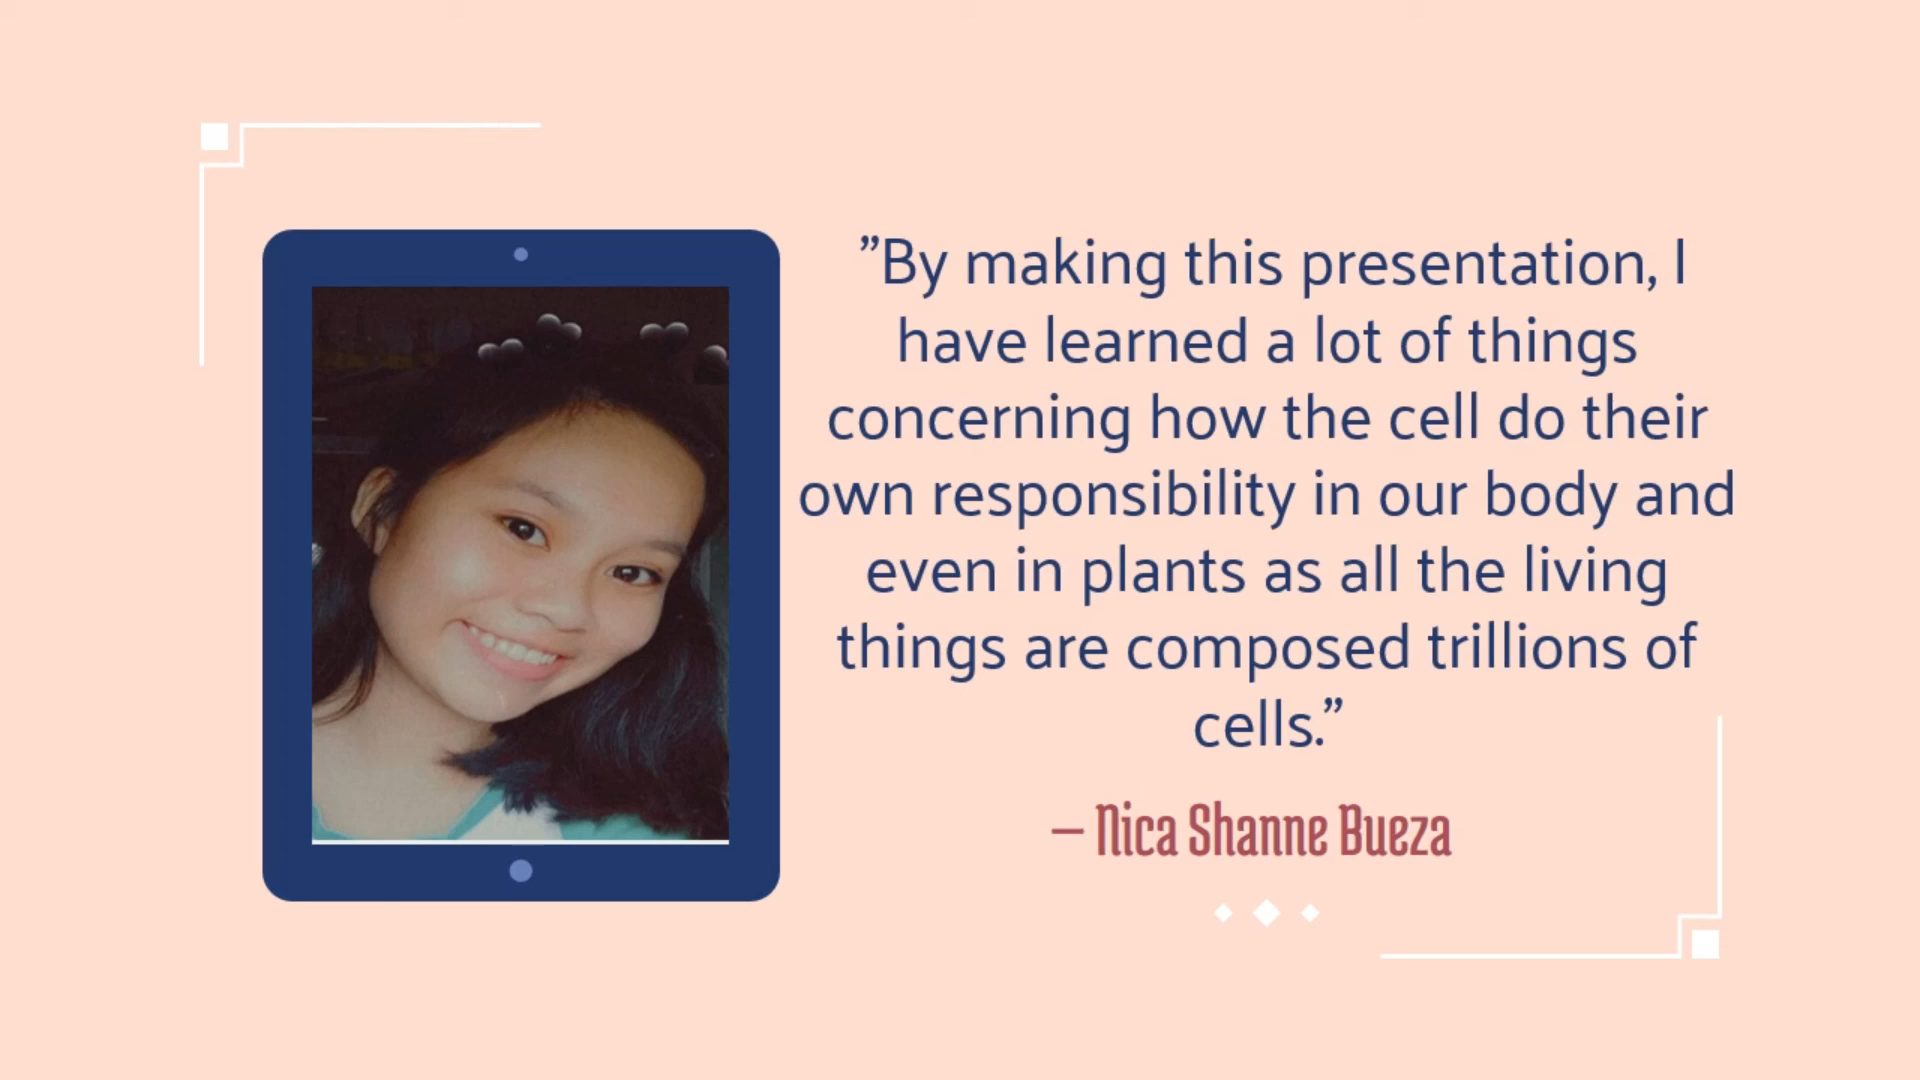 ”By making this presentation, I
have learned a lot of things
concerning how the cell do their
own responsibility in our body and
even in plants as all the living
things are composed trillions of
cells.”
– Nica Shanne Bueza